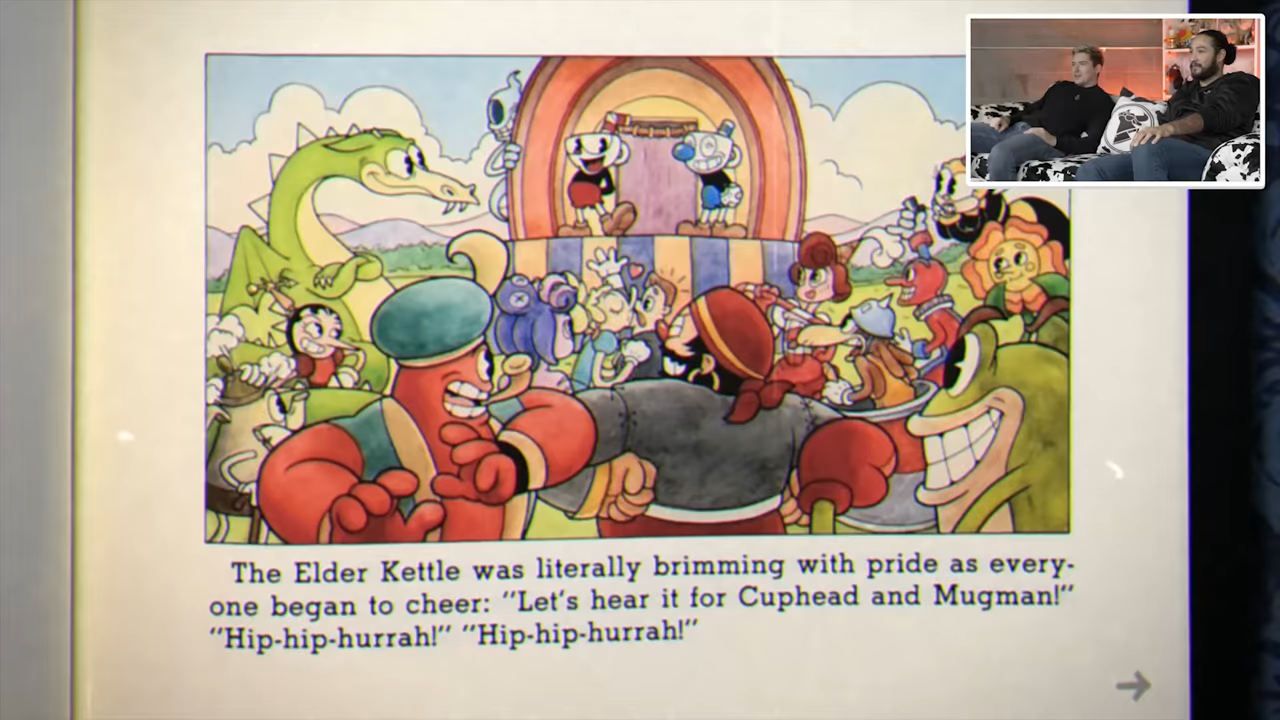 The Elder Kettle was literally brimming with pride as every-
one began to cheer: “Let's hear it for Cuphead and Mugman!”
“Hip-hip-hurrah!” “Hip-hip-hurrah!”